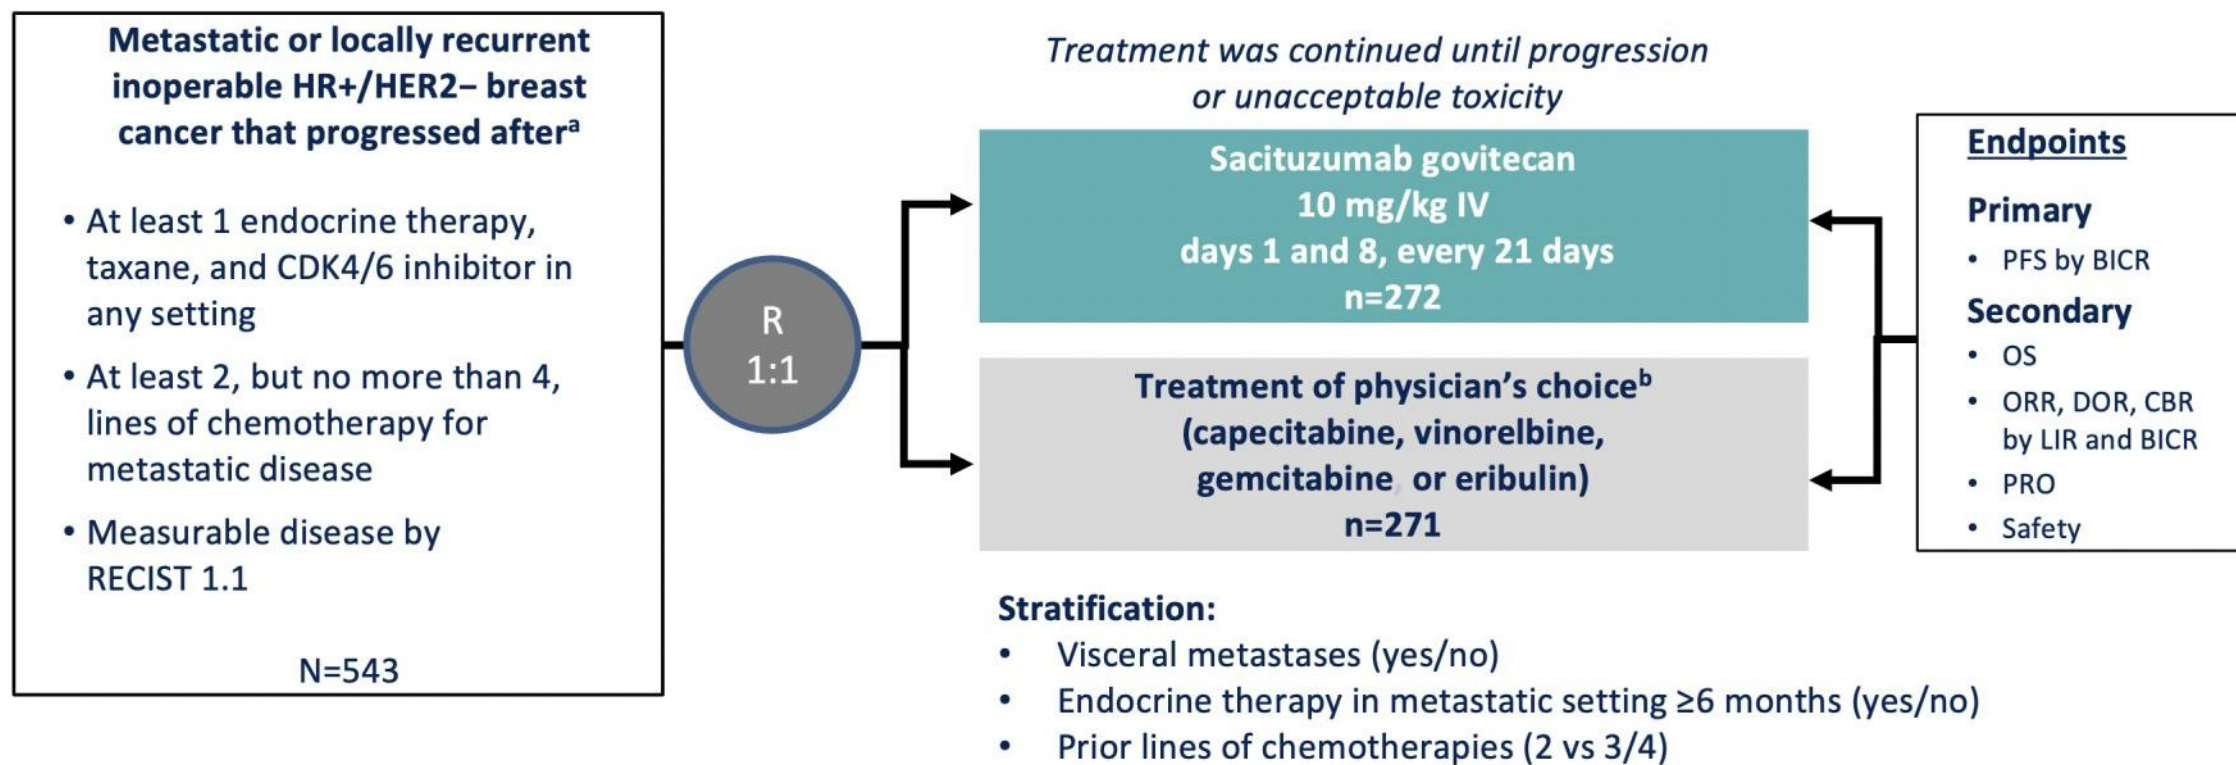 Metastatic or locally recurrent
inoperable HR+/HER2− breast
cancer that progressed afterᵃ
• At least 1 endocrine therapy,
taxane, and CDK4/6 inhibitor in
any setting
• At least 2, but no more than 4,
lines of chemotherapy for
metastatic disease
• Measurable disease by
RECIST 1.1
N=543
R
1:1
Treatment was continued until progression
or unacceptable toxicity
Sacituzumab govitecan
10 mg/kg IV
days 1 and 8, every 21 days
n=272
Treatment of physician’s choiceᵇ
(capecitabine, vinorelbine,
gemcitabine, or eribulin)
n=271
Stratification:
• Visceral metastases (yes/no)
• Endocrine therapy in metastatic setting ≥6 months (yes/no)
• Prior lines of chemotherapies (2 vs 3/4)
Endpoints
Primary
• PFS by BICR
Secondary
• OS
• ORR, DOR, CBR
by LIR and BICR
• PRO
• Safety